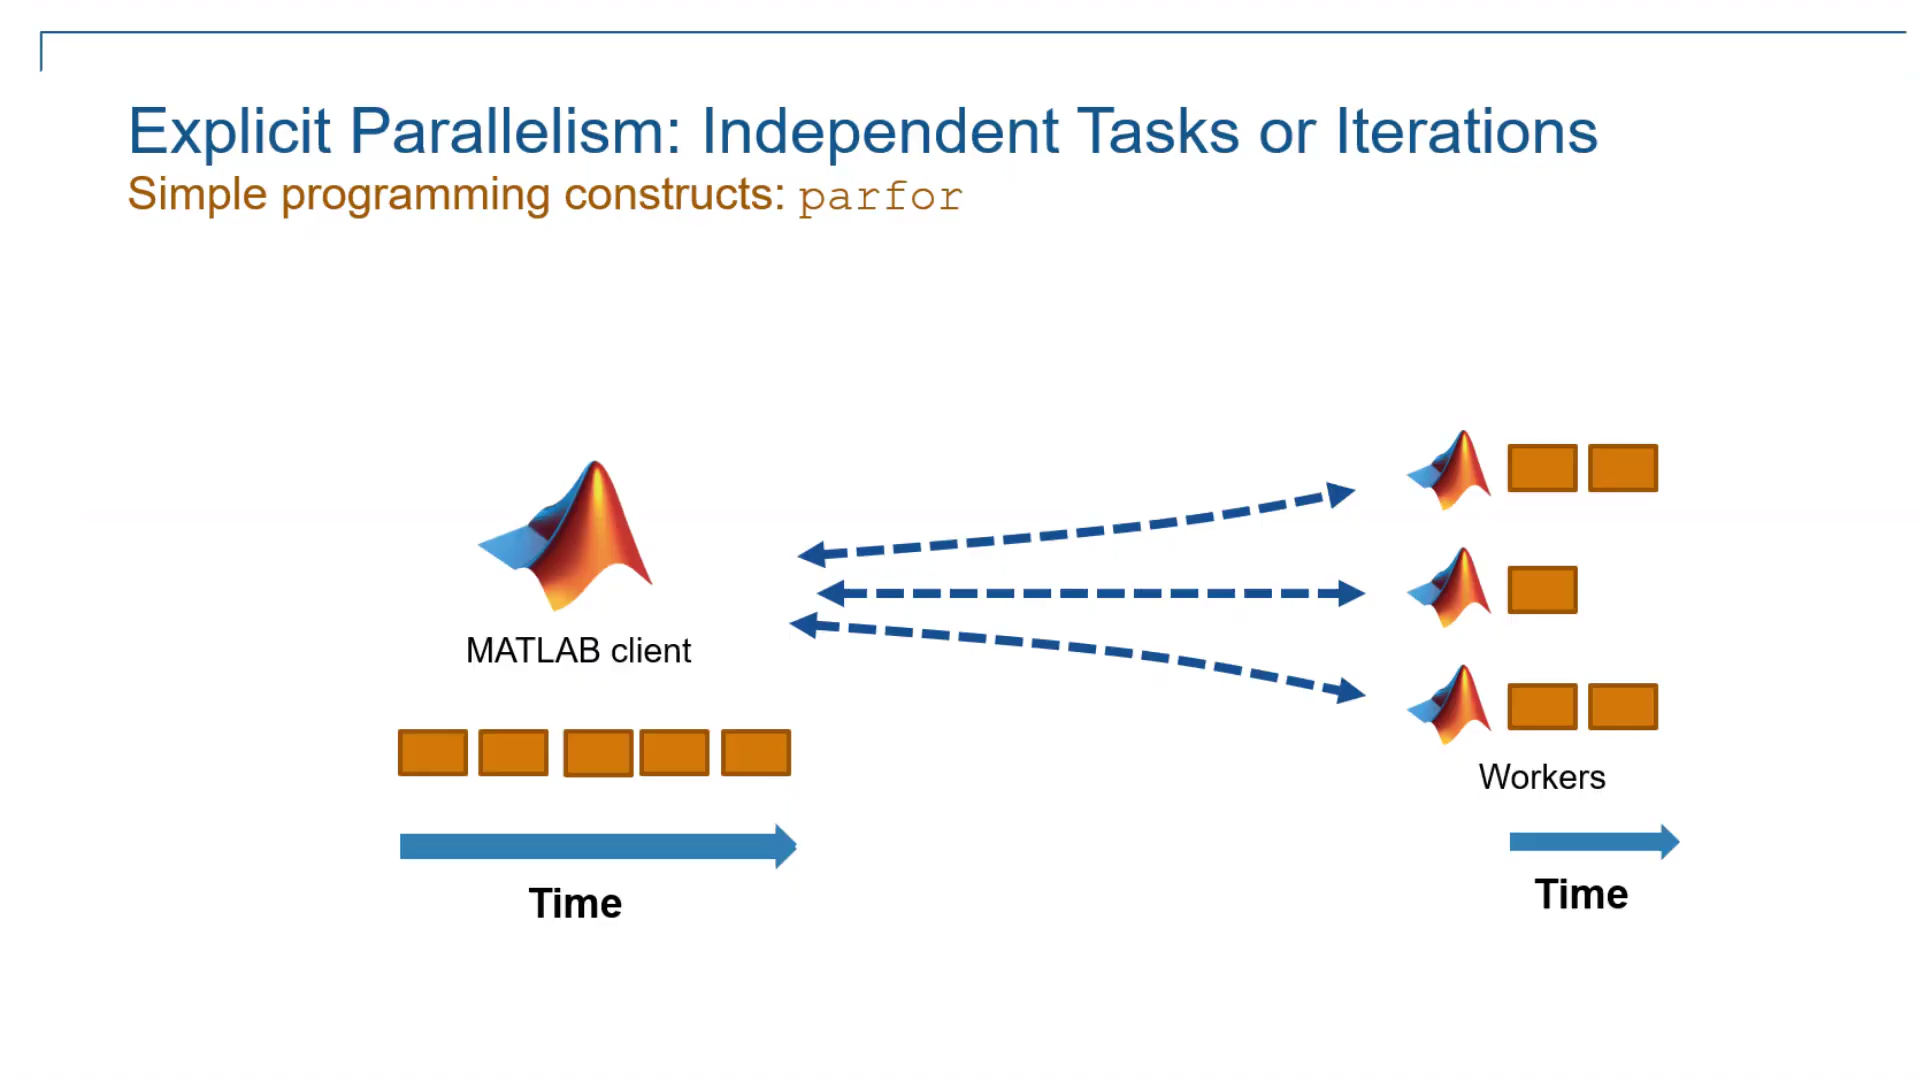 Explicit Parallelism: Independent Tasks or Iterations
Simple programming constructs: parfor
MATLAB client
Workers
Time
Time